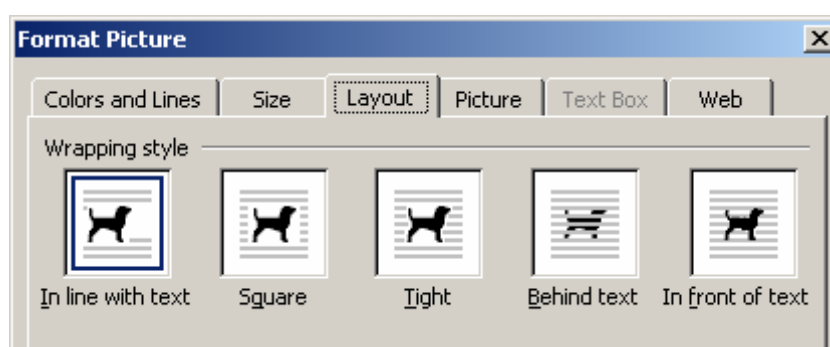 Format Picture
Colors and Lines Size Layout Picture Text Box Web
Wrapping style
In line with text Square Tight Behind text In front of text